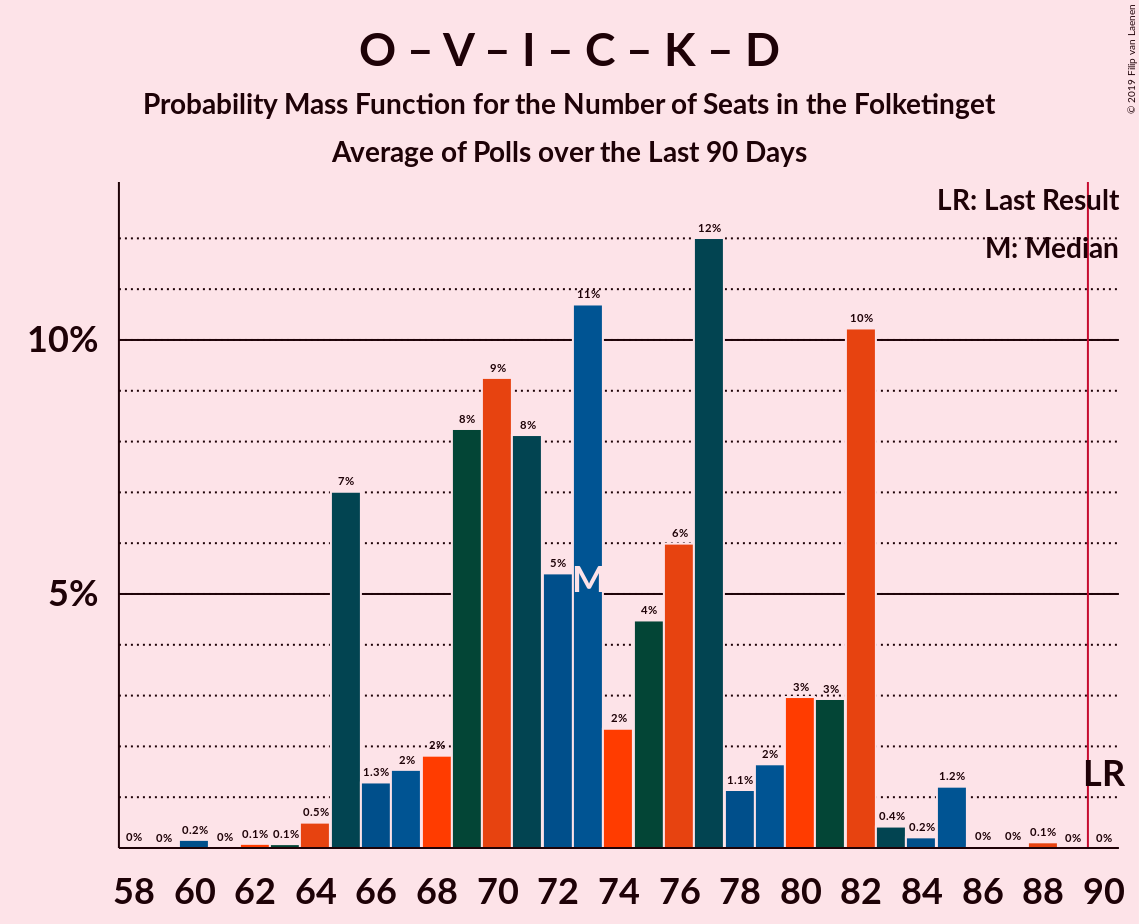 O – V – I – C – K – D
Probability Mass Function for the Number of Seats in the Folketinget
Average of Polls over the Last 90 Days
© 2019 Filip van Laenen
LR: Last Result
M: Median
10%
5%
0% 0% 0.2% 0% 0.1% 0.1% 0.5% 7% 1.3% 2% 2% 8% 9% 8% 5% 11% 2% 4% 6% 12% 1.1% 2% 3% 3% 10% 0.4% 0.2% 1.2% 0% 0% 0.1% 0% 0%
M
LR
58 60 62 64 66 68 70 72 74 76 78 80 82 84 86 88 90